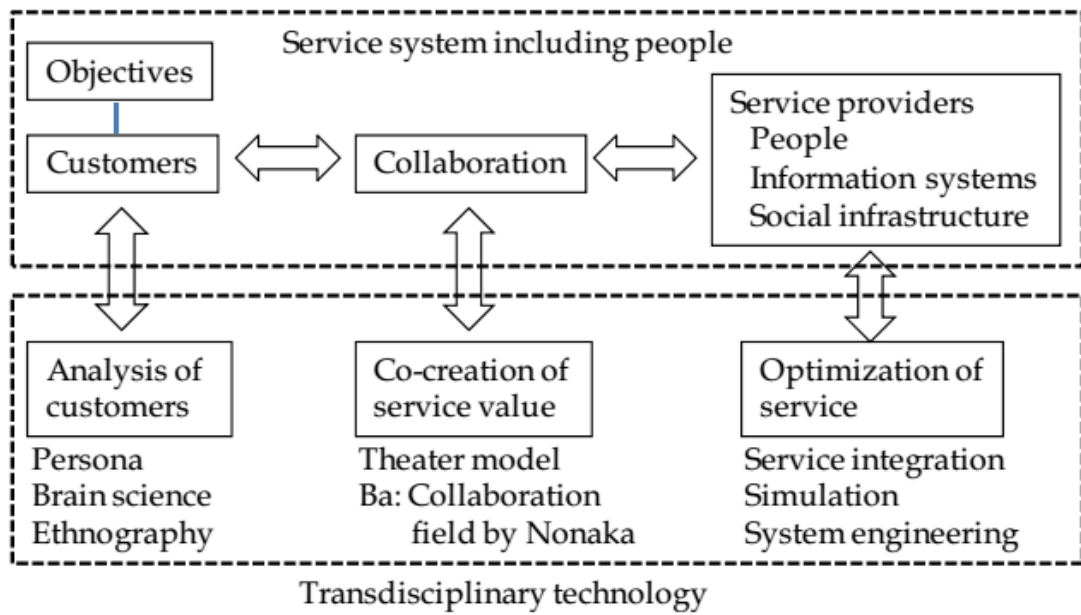 Service system including people
Objectives
Customers
Collaboration
Service providers
People
Information systems
Social infrastructure
Analysis of
customers
Persona
Brain science
Ethnography
Co-creation of
service value
Theater model
Ba: Collaboration
field by Nonaka
Optimization of
service
Service integration
Simulation
System engineering
Transdisciplinary technology